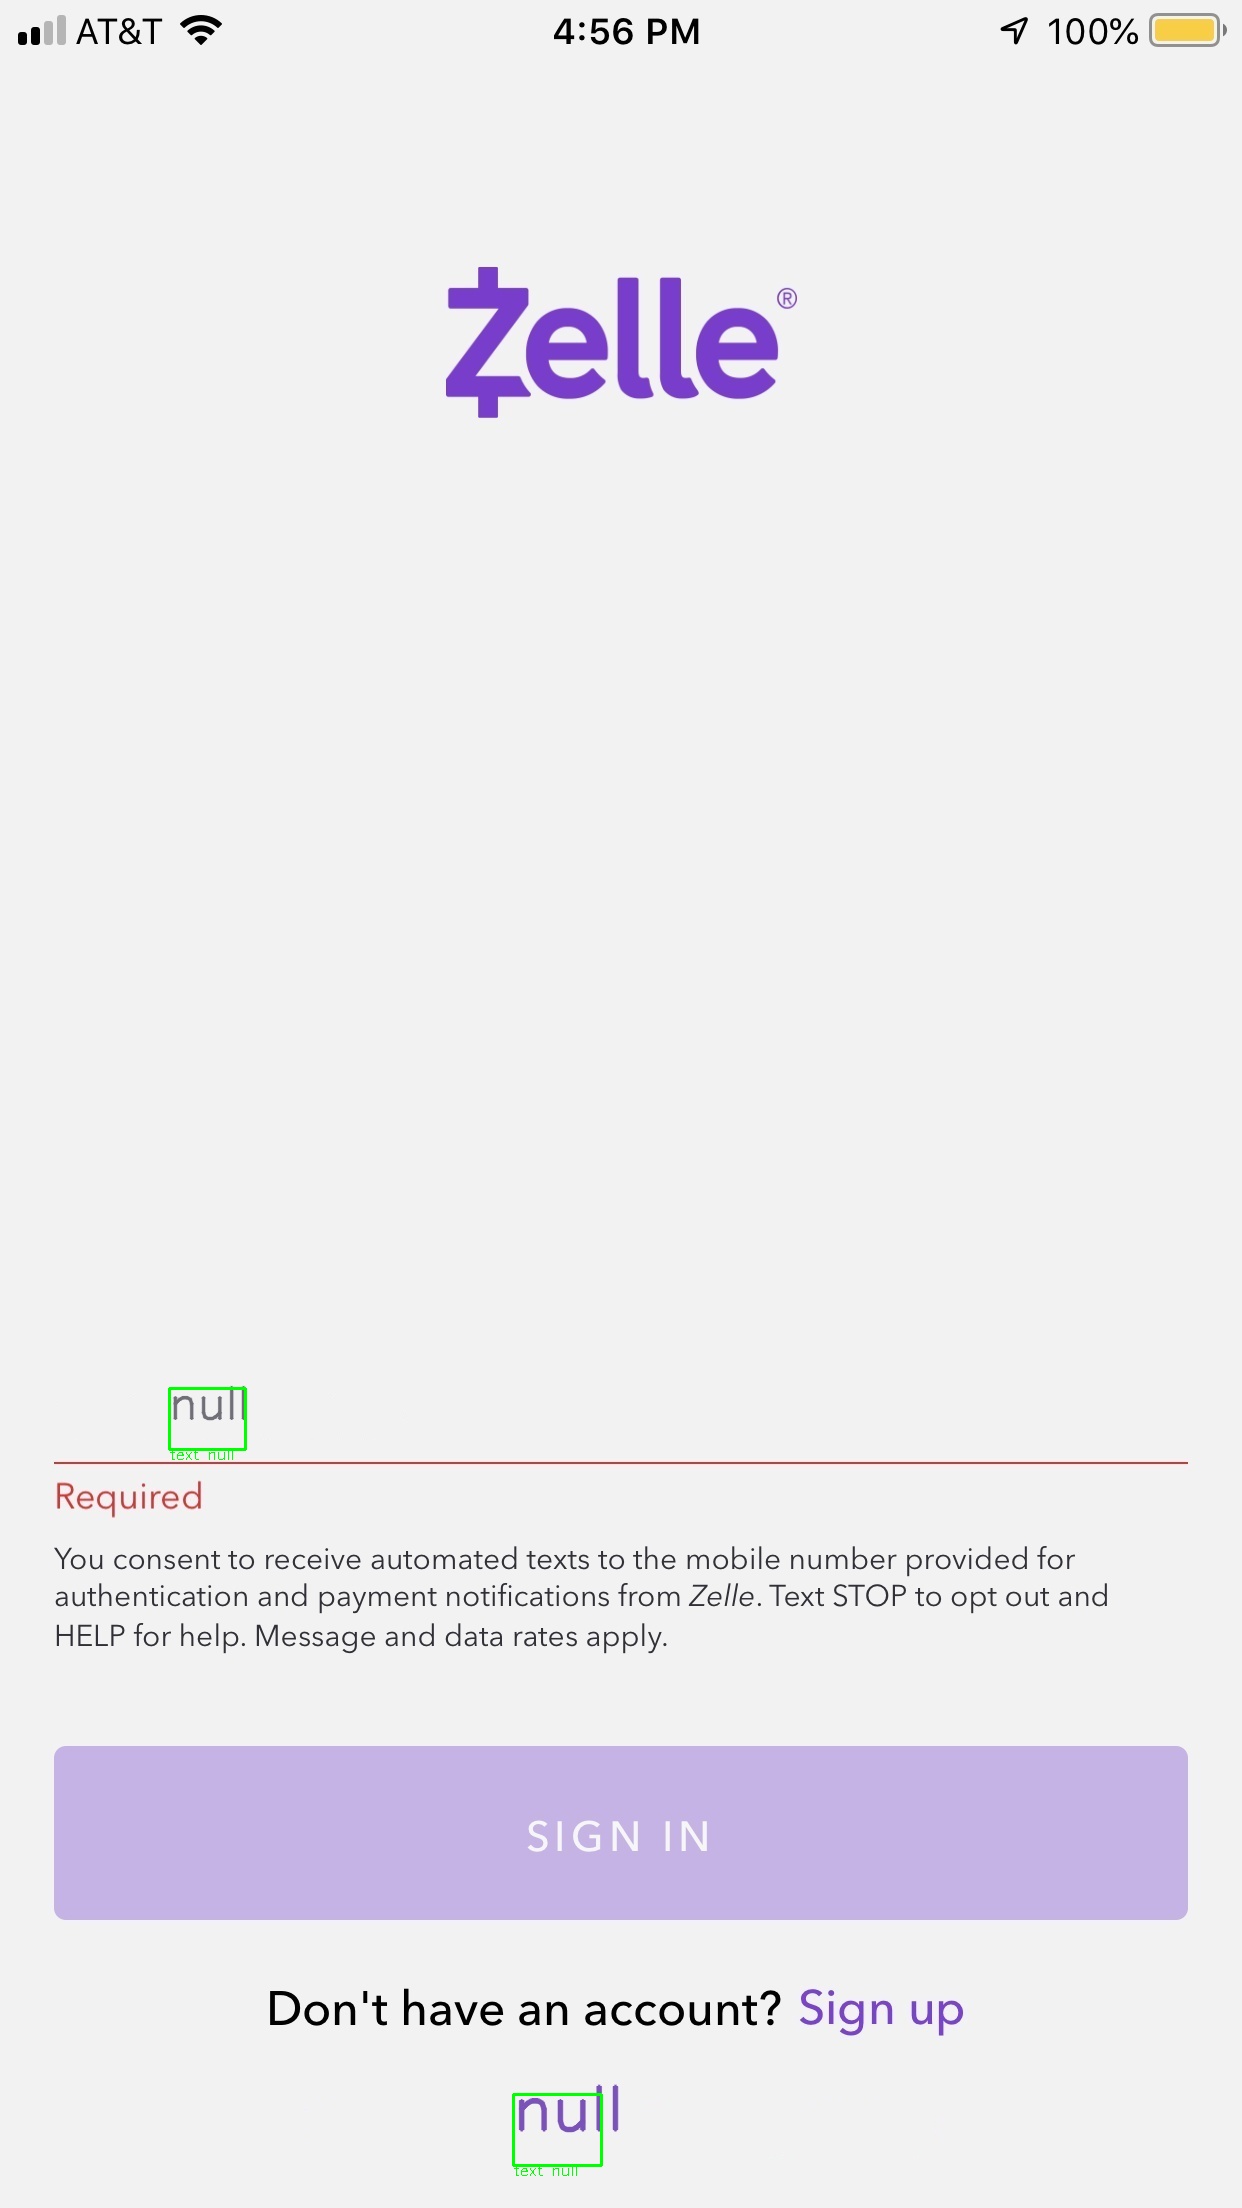 AT&T 4:56 PM 100%
Zelle®
null
text null
Required
You consent to receive automated texts to the mobile number provided for
authentication and payment notifications from Zelle. Text STOP to opt out and
HELP for help. Message and data rates apply.
SIGN IN
Don't have an account? Sign up
null
text null